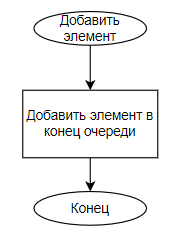 Добавить
элемент
Добавить элемент в
конец очереди
Конец